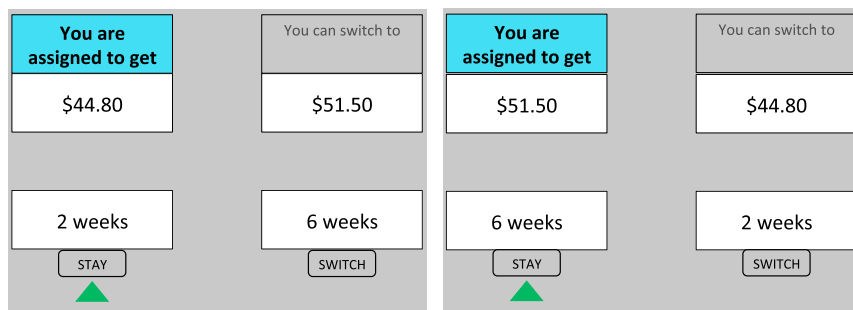 You are
assigned to get
You can switch to
$44.80
$51.50
2 weeks
6 weeks
STAY
SWITCH
You are
assigned to get
You can switch to
$51.50
$44.80
6 weeks
2 weeks
STAY
SWITCH